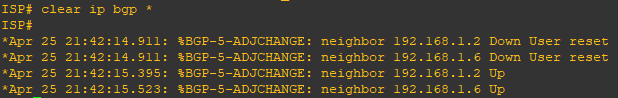 ISP# clear ip bgp *
ISP#
*Apr 25 21:42:14.911: %BGP-5-ADJCHANGE: neighbor 192.168.1.2 Down User reset
*Apr 25 21:42:14.911: %BGP-5-ADJCHANGE: neighbor 192.168.1.6 Down User reset
*Apr 25 21:42:15.395: %BGP-5-ADJCHANGE: neighbor 192.168.1.2 Up
*Apr 25 21:42:15.523: %BGP-5-ADJCHANGE: neighbor 192.168.1.6 Up